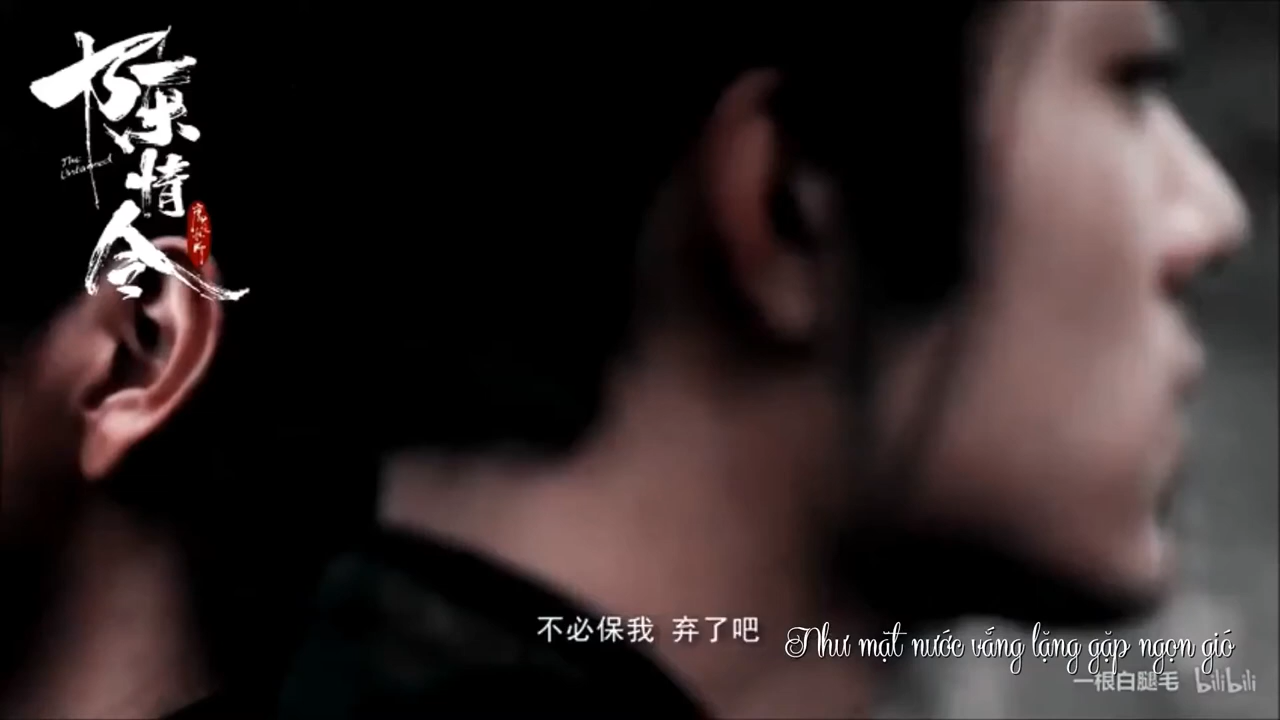 陈情令
The Untamed
不必保我 弃了吧
Như mặt nước vắng lặng gặp ngọn gió
一根白腿毛 bilibili